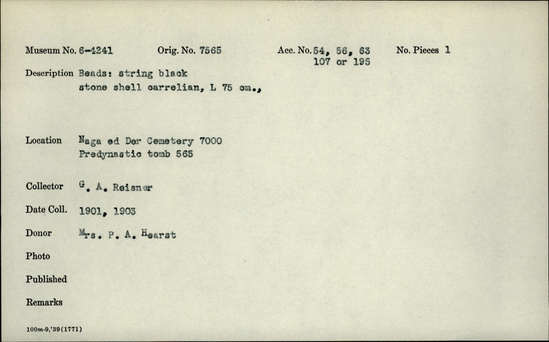 Museum No. 6-4241 Orig. No. 7565 Acc. No. 54, 56, 63 No. Pieces 1
107 or 195
Description Beads: string black
stone shell carrelian, L 75 cm.,
Location Naga ed Der Cemetery 7000
Predynastic tomb 565
Collector G. A. Reisner
Date Coll. 1901, 1903
Donor Mrs. P. A. Hearst
Photo
Published
Remarks
100m-9,'39(1771)